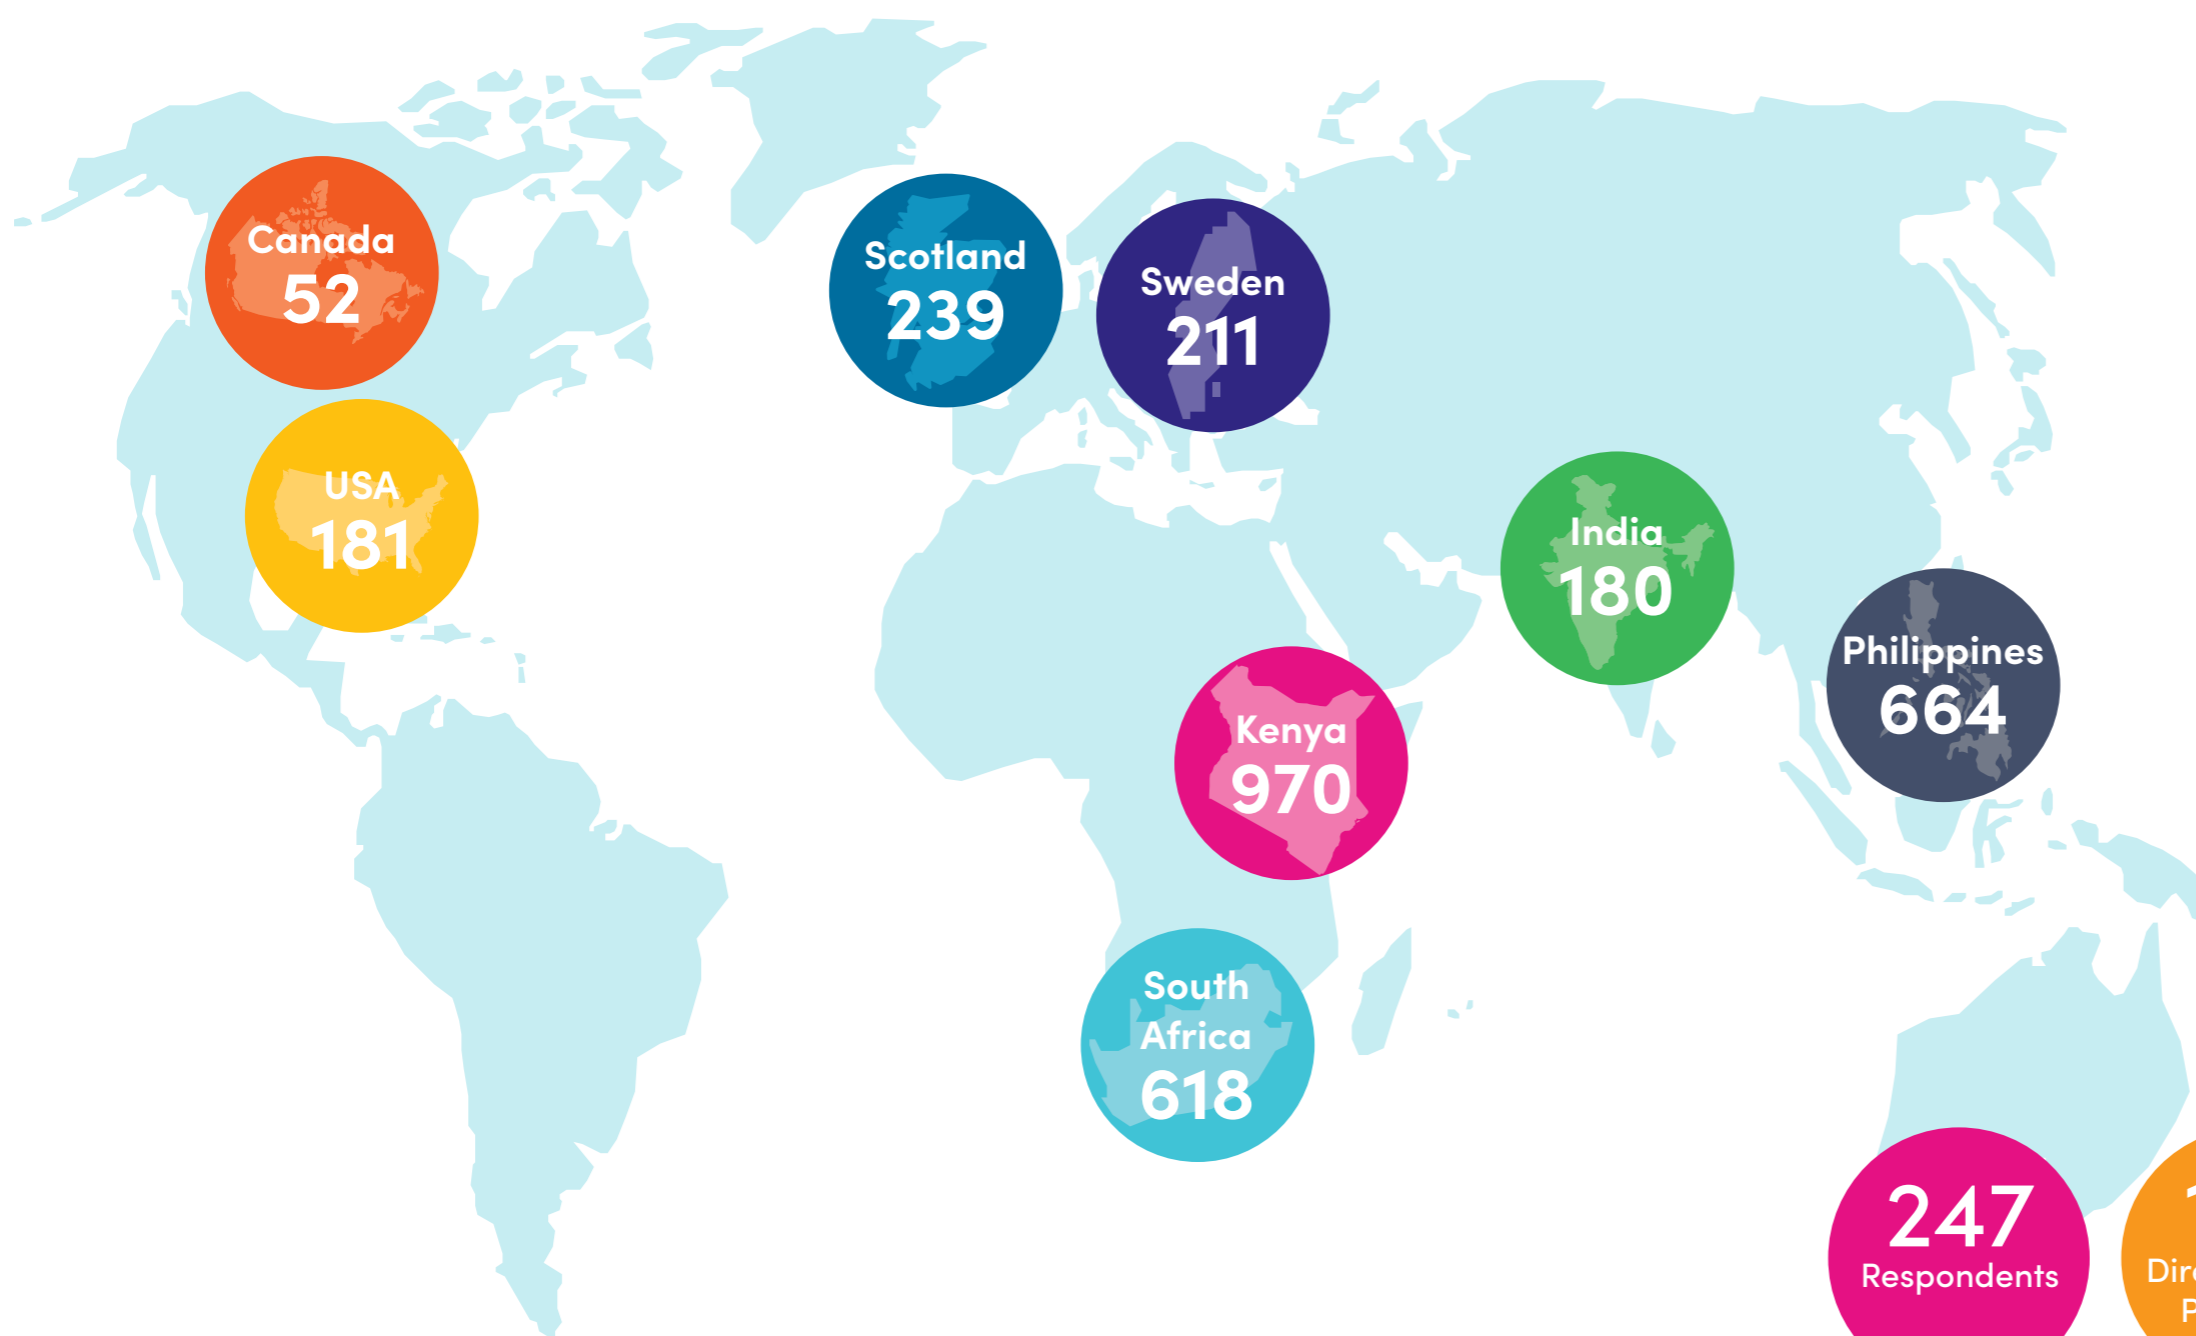 Canada
52
Scotland
239
Sweden
211
USA
181
India
180
Philippines
664
Kenya
970
South
Africa
618
247
Respondents